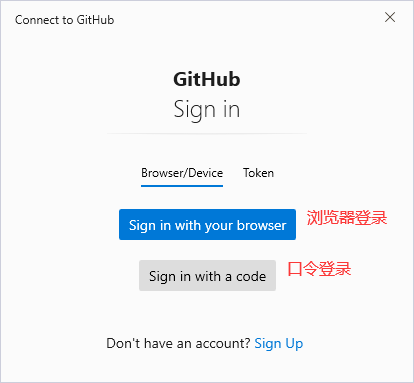 Connect to GitHub
GitHub
Sign in
Browser/Device Token
Sign in with your browser 浏览器登录
Sign in with a code 口令登录
Don't have an account? Sign Up